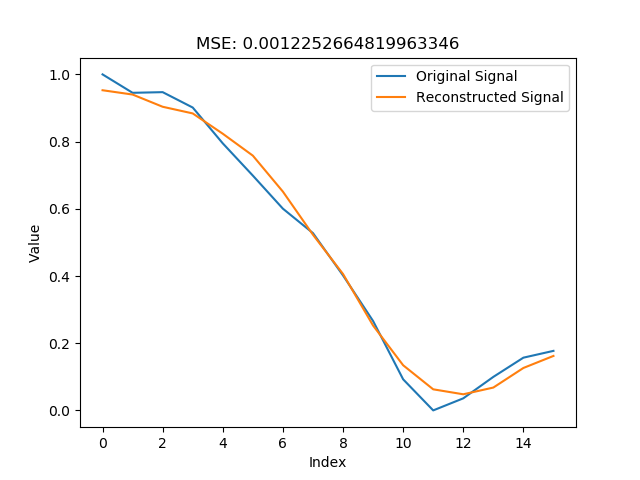 MSE: 0.0012252664819963346
Original Signal
Reconstructed Signal
1.0
0.8
0.6
0.4
0.2
0.0
Value
0 2 4 6 8 10 12 14
Index